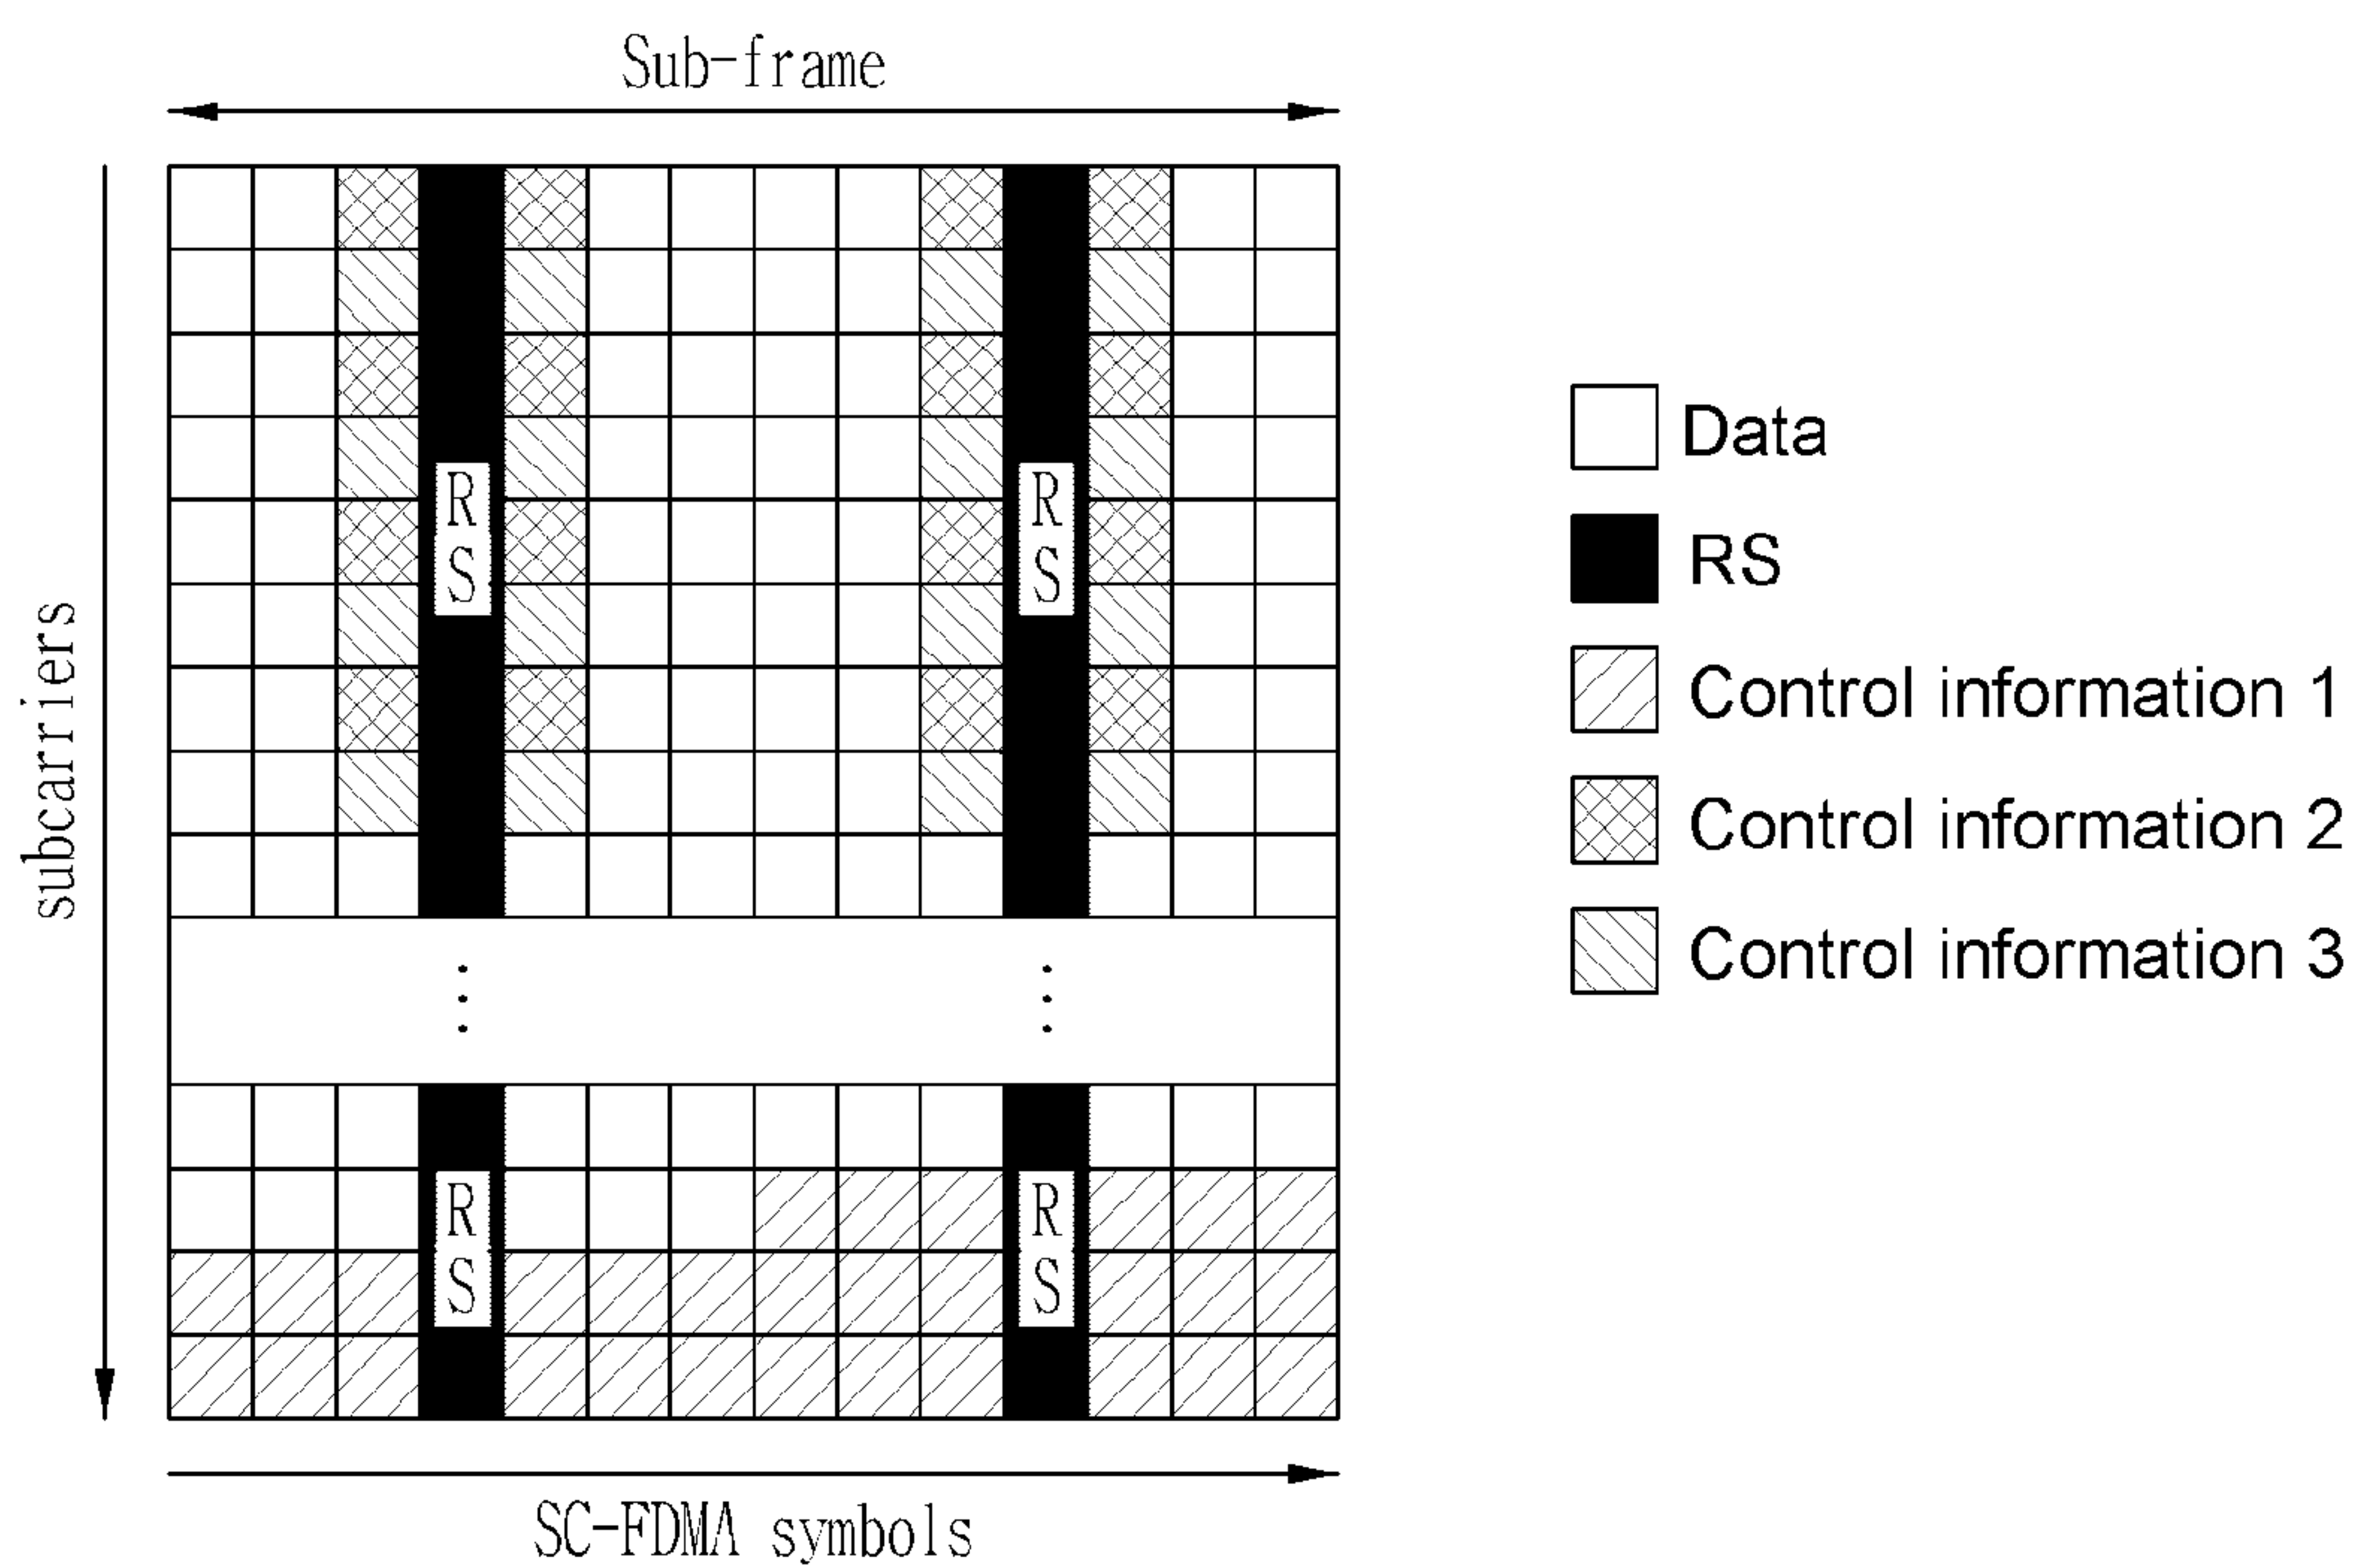 Sub-frame
subcarriers
R
S
R
S
R
S
R
S
SC-FDMA symbols
Data
RS
Control information 1
Control information 2
Control information 3